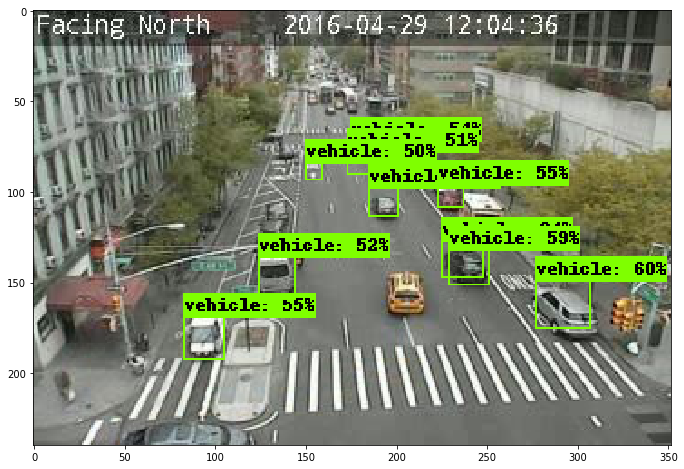 0
Facing North 2016-04-29 12:04:36
50
51%
vehicle: 50%
vehicle: 55%
100
vehicle: 59%
vehicle: 52%
vehicle: 60%
150
vehicle: 55%
200
0 50 100 150 200 250 300 350